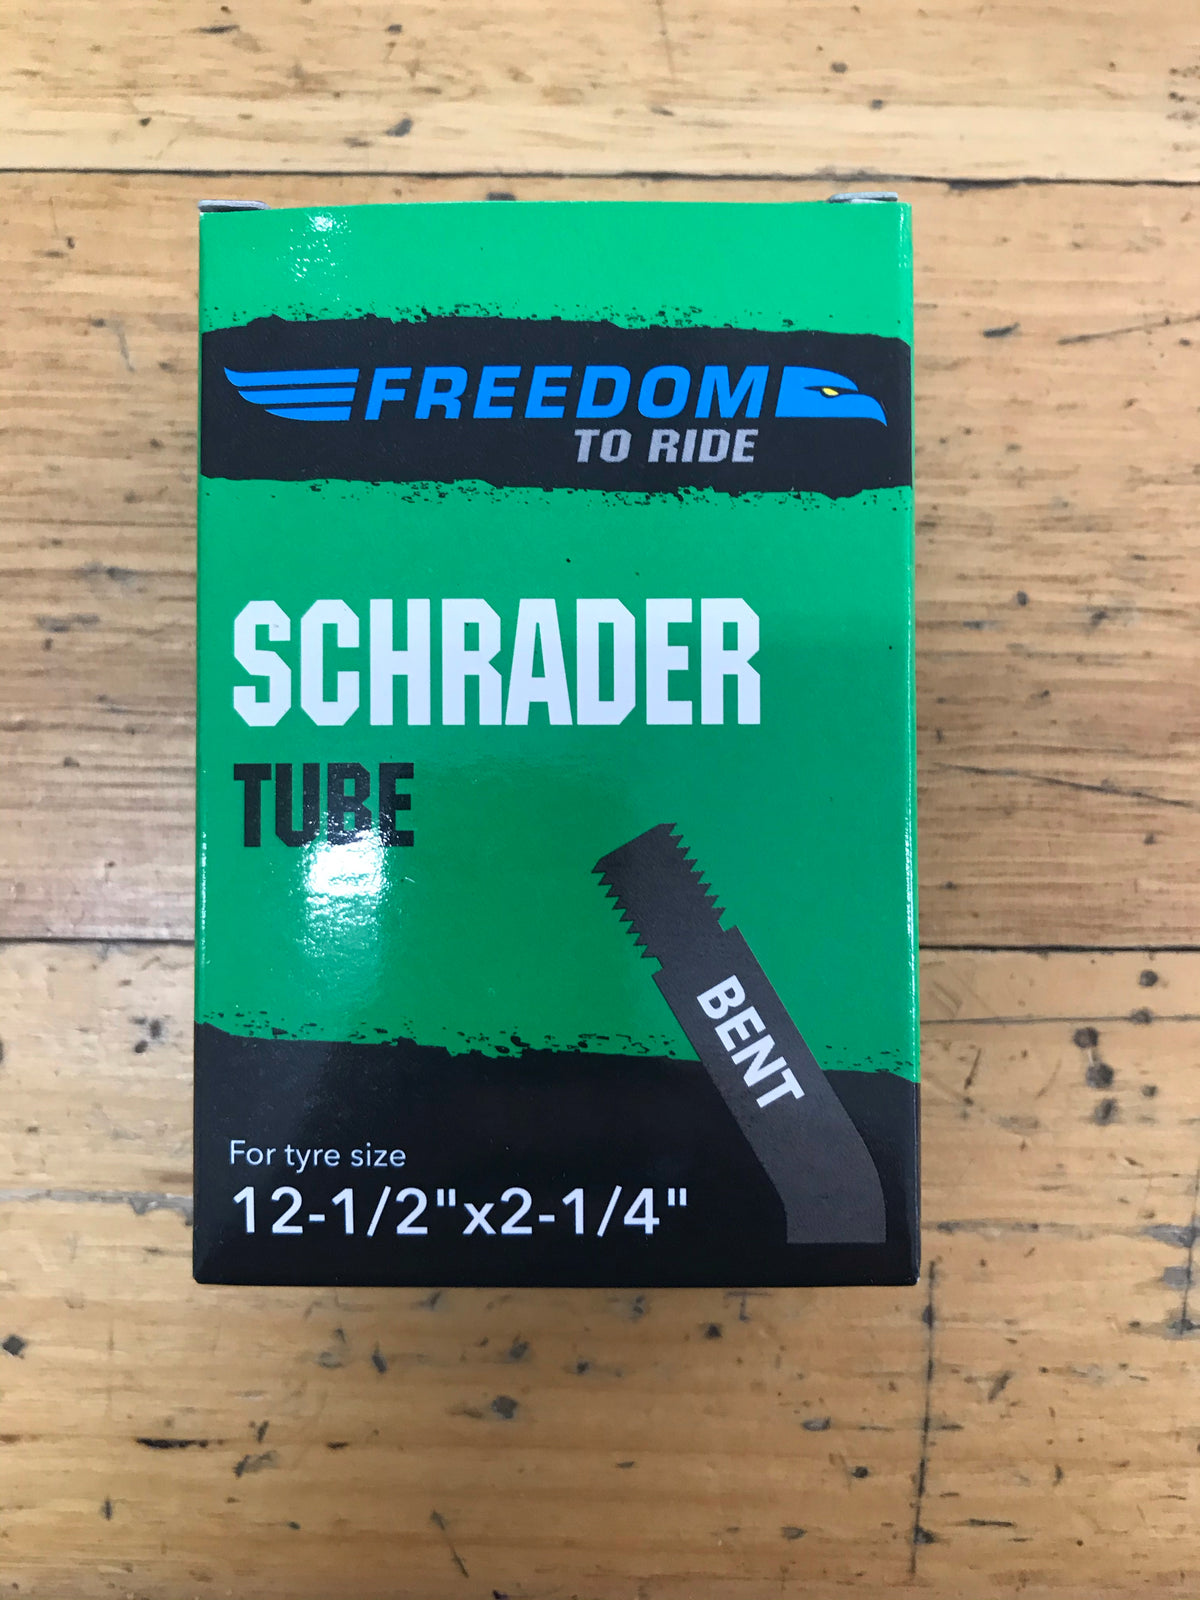 FREEDOM
TO RIDE
SCHRADER
TUBE
BENT
For tyre size
12-1/2"x2-1/4"